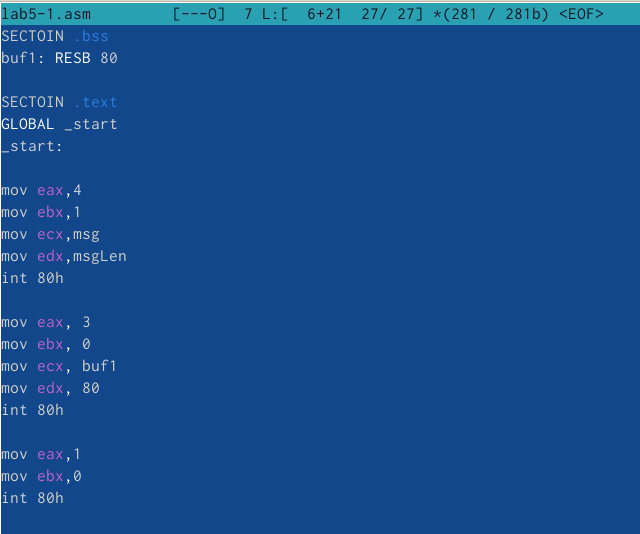 lab5-1.asm [---O] 7 L:[ 6+21 27/ 27] *(281 / 281b) <EOF>
SECTOIN .bss
buf1: RESB 80
SECTOIN .text
GLOBAL _start
_start:
mov eax,4
mov ebx,1
mov ecx,msg
mov edx,msgLen
int 80h
mov eax, 3
mov ebx, 0
mov ecx, buf1
mov edx, 80
int 80h
mov eax,1
mov ebx,0
int 80h